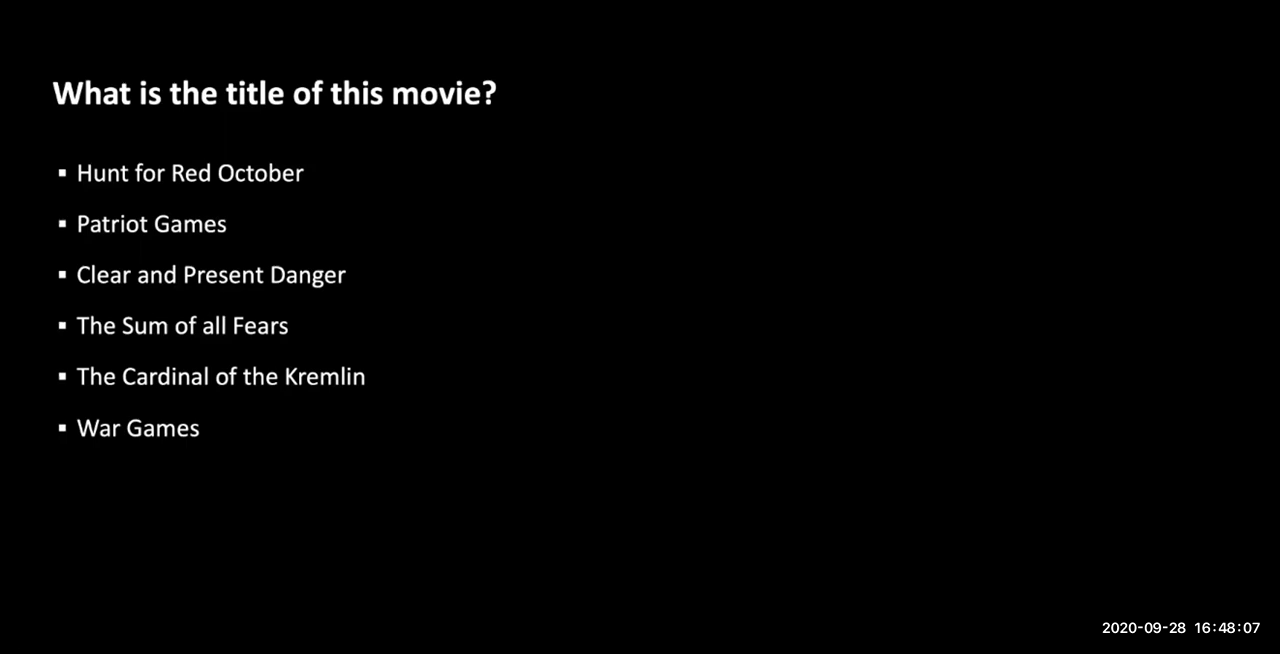 What is the title of this movie?
▪ Hunt for Red October
▪ Patriot Games
▪ Clear and Present Danger
▪ The Sum of all Fears
▪ The Cardinal of the Kremlin
▪ War Games
2020-09-28 16:48:07